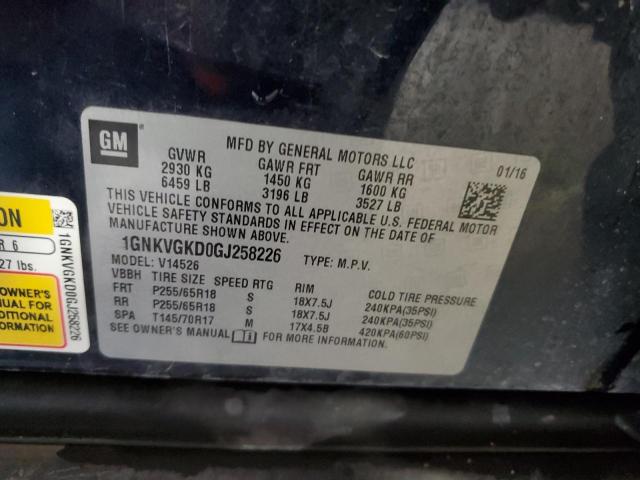 GM
MFD BY GENERAL MOTORS LLC
GVWR GAWR FRT GAWR RR 01/16
2930 KG 1450 KG 1600 KG
6459 LB 3196 LB 3527 LB
THIS VEHICLE CONFORMS TO ALL APPLICABLE U.S. FEDERAL MOTOR
VEHICLE SAFETY STANDARDS IN EFFECT ON THE DATE OF
MANUFACTURE SHOWN ABOVE.
1GNKVGKD0GJ258226 TYPE: M.P.V.
MODEL: V14526
VBBH TIRE SIZE SPEED RTG RIM COLD TIRE PRESSURE
FRT P255/65R18 S 18X7.5J 240KPA(35PSI)
RR P255/65R18 S 18X7.5J 240KPA(35PSI)
SPA T145/70R17 M 17X4.5B 420KPA(60PSI)
SEE OWNER'S MANUAL FOR MORE INFORMATION.
ON
R 6
27 lbs.
OWNER'S
NUAL FOR
DITIONAL
ORMATION
1GNKVGKD0GJ258226